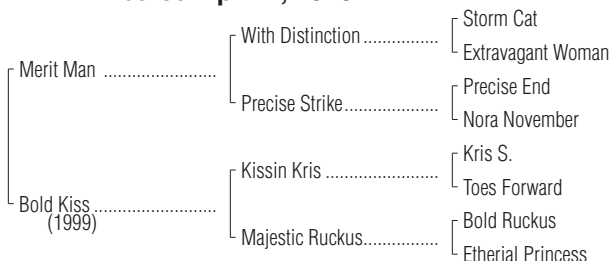 Storm Cat
With Distinction
Extravagant Woman
Merit Man
Precise End
Precise Strike
Nora November
Kris S.
Kissin Kris
Toes Forward
Bold Kiss
(1999)
Bold Ruckus
Majestic Ruckus
Etherial Princess